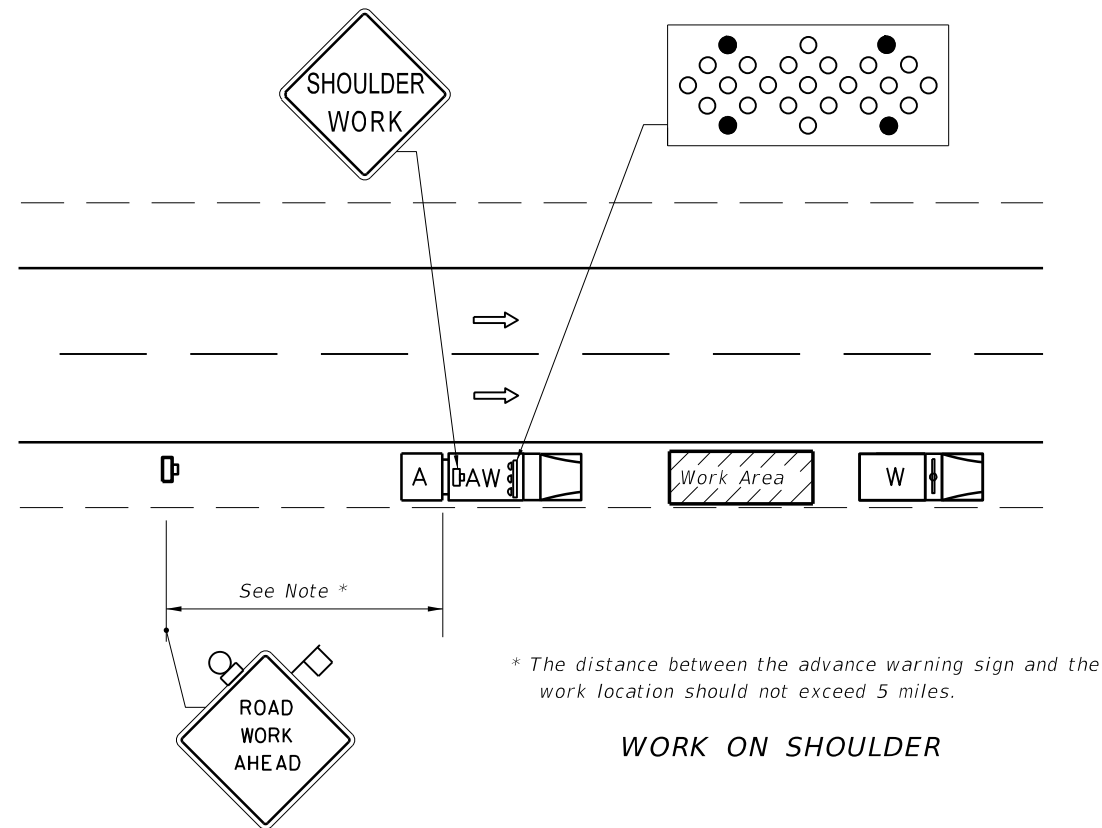 SHOULDER
WORK
A
AW
Work Area
W
See Note *
* The distance between the advance warning sign and the
work location should not exceed 5 miles.
ROAD
WORK
AHEAD
WORK ON SHOULDER